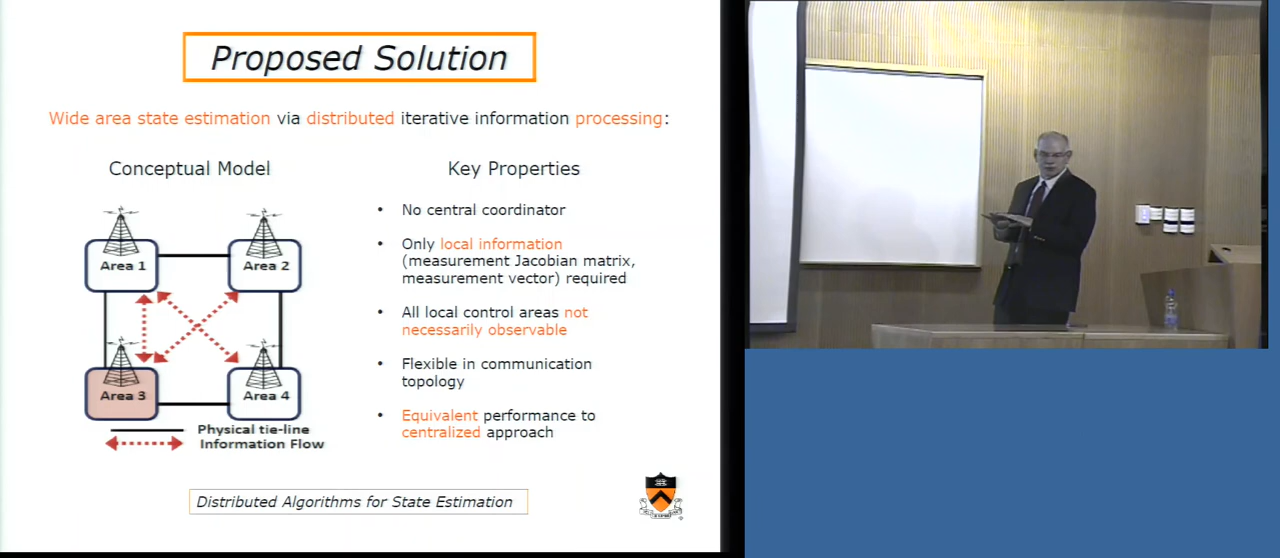 Proposed Solution
Wide area state estimation via distributed iterative information processing:
Conceptual Model
Area 1
Area 2
Area 3
Area 4
Physical tie-line
Information Flow
Key Properties
• No central coordinator
• Only local information
(measurement Jacobian matrix,
measurement vector) required
• All local control areas not
necessarily observable
• Flexible in communication
topology
• Equivalent performance to
centralized approach
Distributed Algorithms for State Estimation